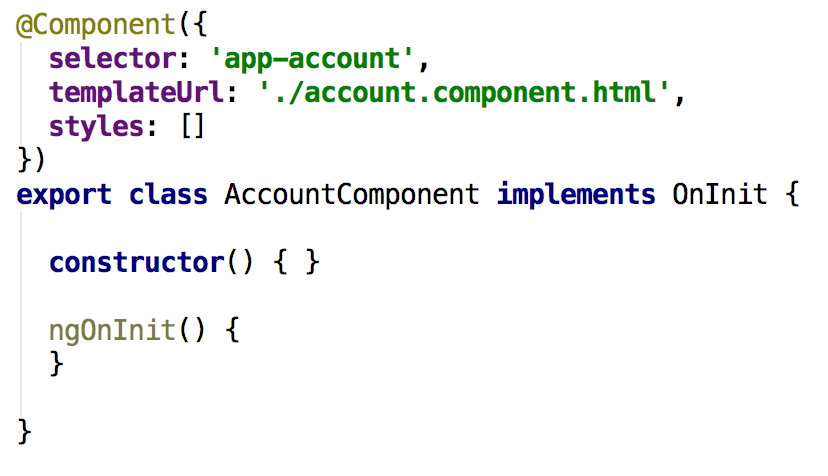 @Component({
  selector: 'app-account',
  templateUrl: './account.component.html',
  styles: []
})
export class AccountComponent implements OnInit {
  constructor() { }
  ngOnInit() {
  }
}